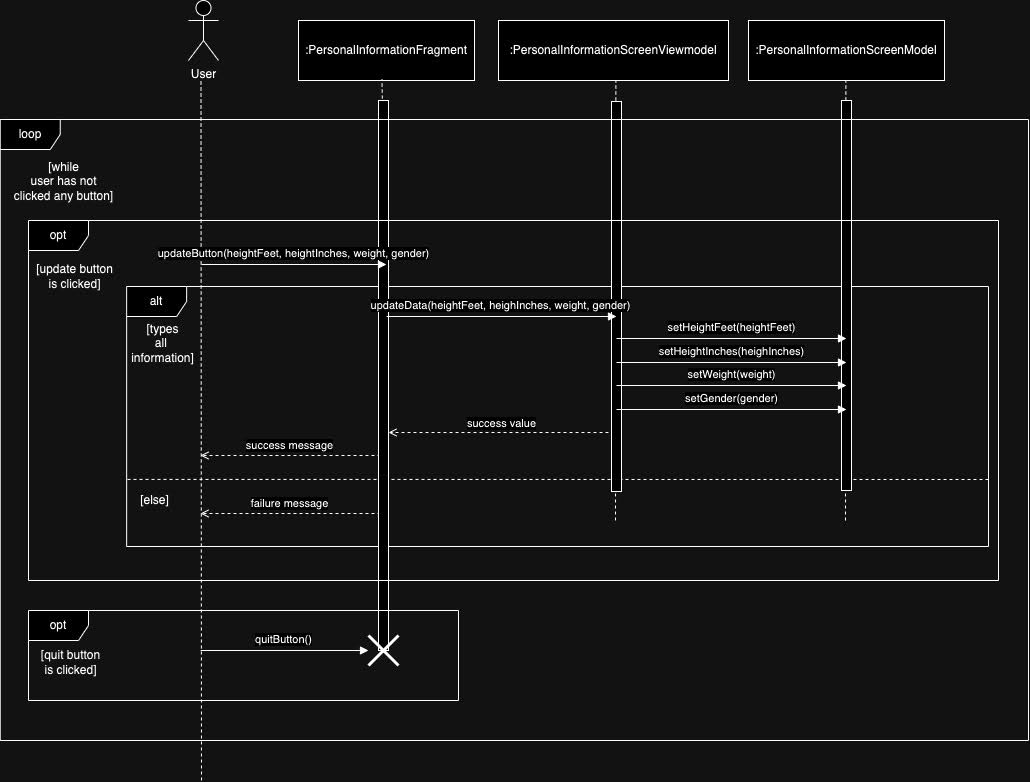 User
:PersonalInformationFragment
:PersonalInformationScreenViewmodel
:PersonalInformationScreenModel
loop
[while
user has not
clicked any button]
opt
[update button
is clicked]
updateButton(heightFeet, heightInches, weight, gender)
alt
[types
all
information]
updateData(heightFeet, heighInches, weight, gender)
setHeightFeet(heightFeet)
setHeightInches(heighInches)
setWeight(weight)
setGender(gender)
success value
success message
[else]
failure message
opt
[quit button
is clicked]
quitButton()